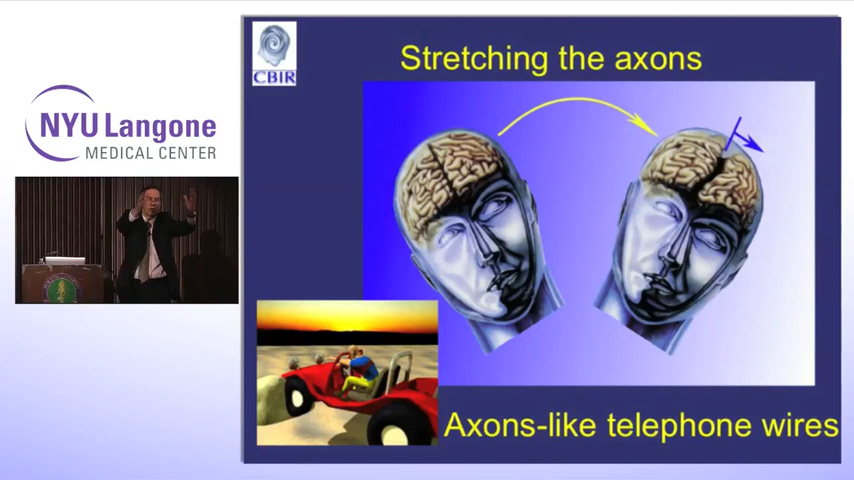 NYU Langone
MEDICAL CENTER
CBIR
Stretching the axons
Axons-like telephone wires